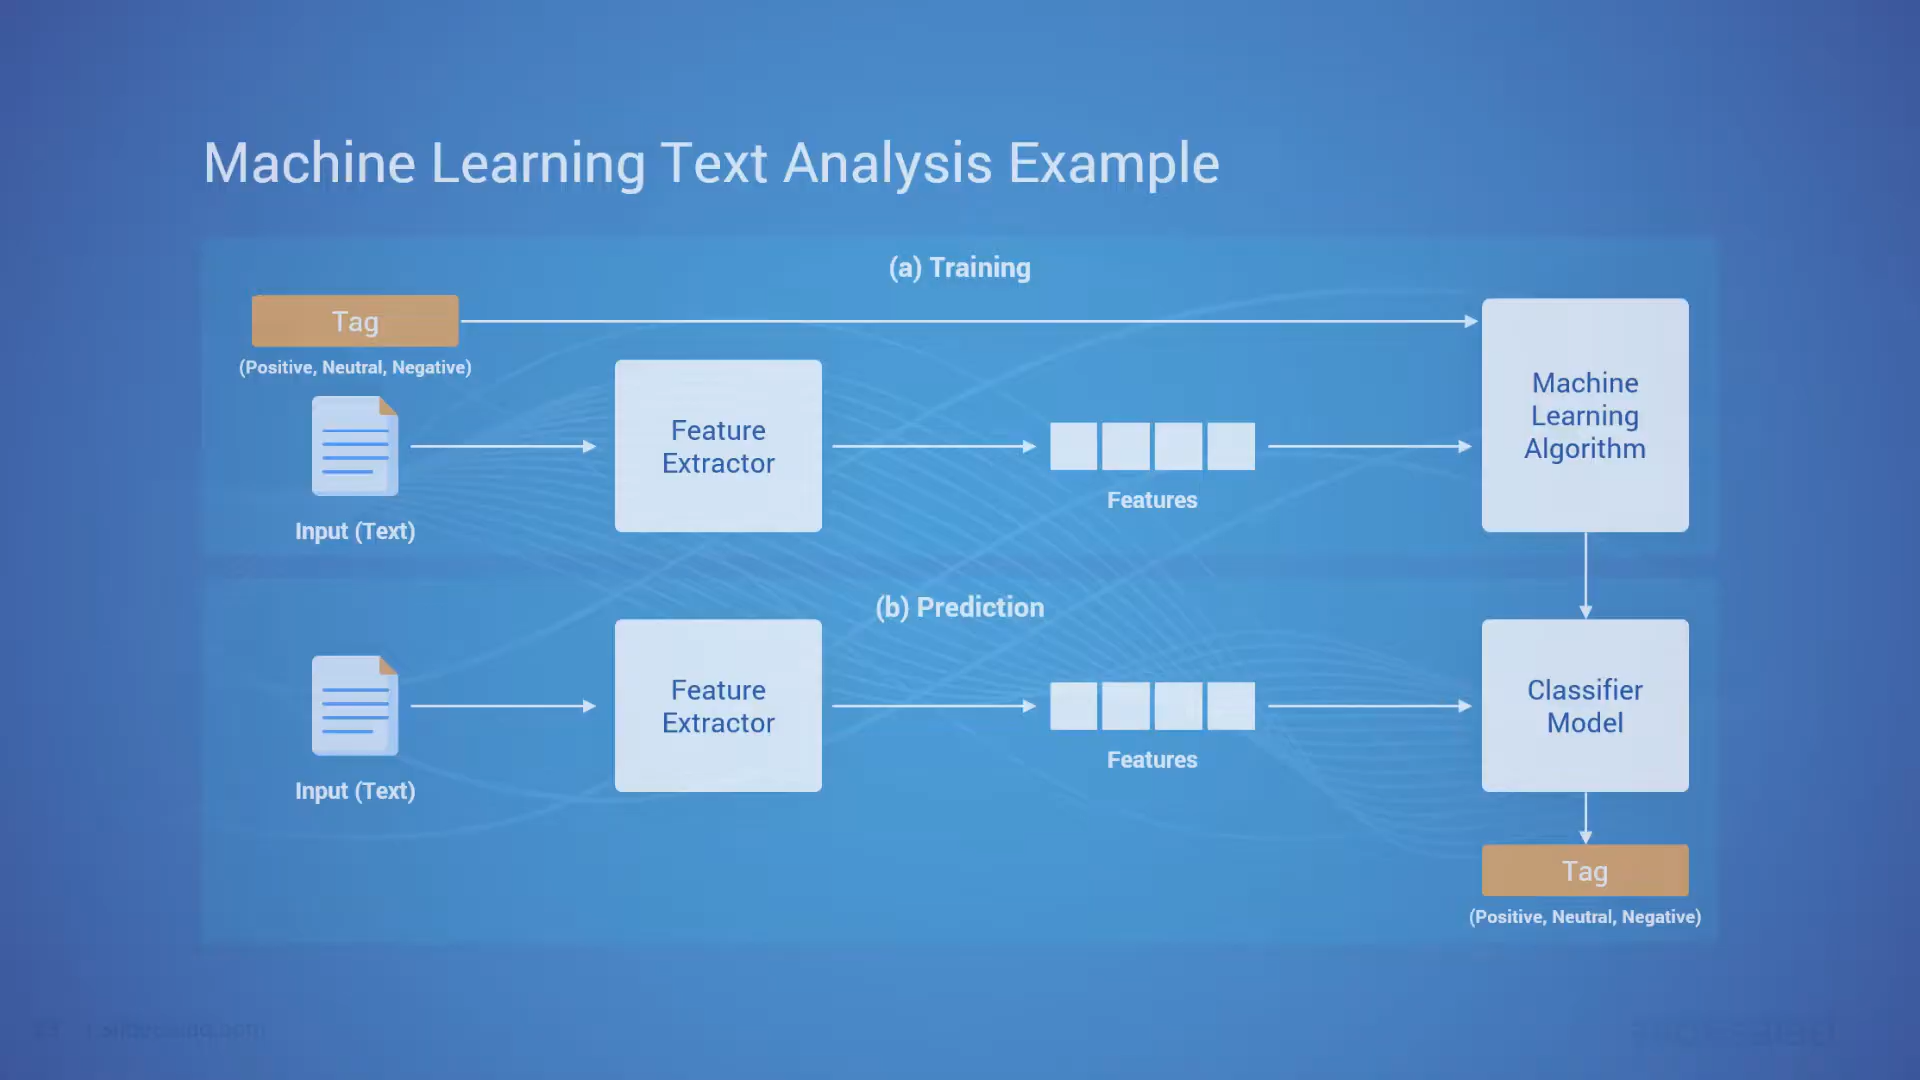 Machine Learning Text Analysis Example
(a) Training
Tag
(Positive, Neutral, Negative)
Input (Text)
Feature
Extractor
Features
Machine
Learning
Algorithm
(b) Prediction
Input (Text)
Feature
Extractor
Features
Classifier
Model
Tag
(Positive, Neutral, Negative)